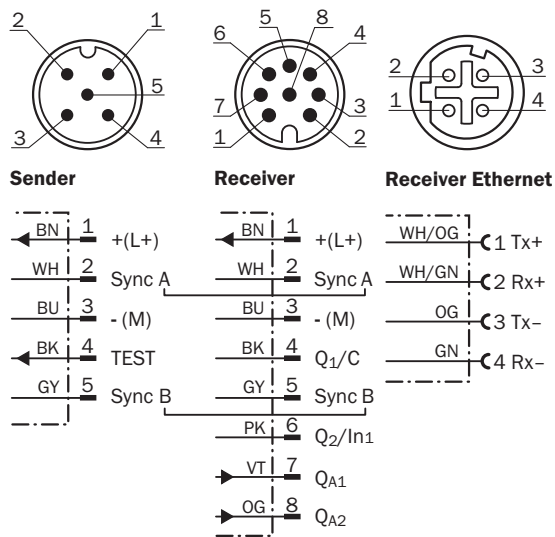 2 1 5 3 4
5 8 6 4 7 3 1 2
2 3 1 4
Sender
BN 1 +(L+)
WH 2 Sync A
BU 3 - (M)
BK 4 TEST
GY 5 Sync B
Receiver
BN 1 +(L+)
WH 2 Sync A
BU 3 - (M)
BK 4 Q1/C
GY 5 Sync B
PK 6 Q2/In1
VT 7 QA1
OG 8 QA2
Receiver Ethernet
WH/OG 1 Tx+
WH/GN 2 Rx+
OG 3 Tx–
GN 4 Rx–